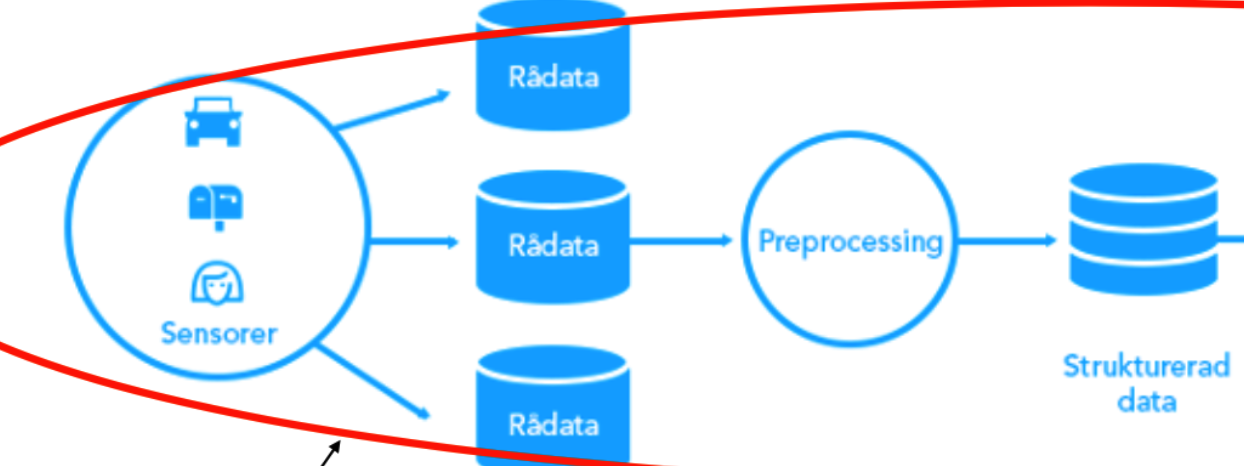 Rådata
Rådata
Preprocessing
Sensorer
Strukturerad
data
Rådata